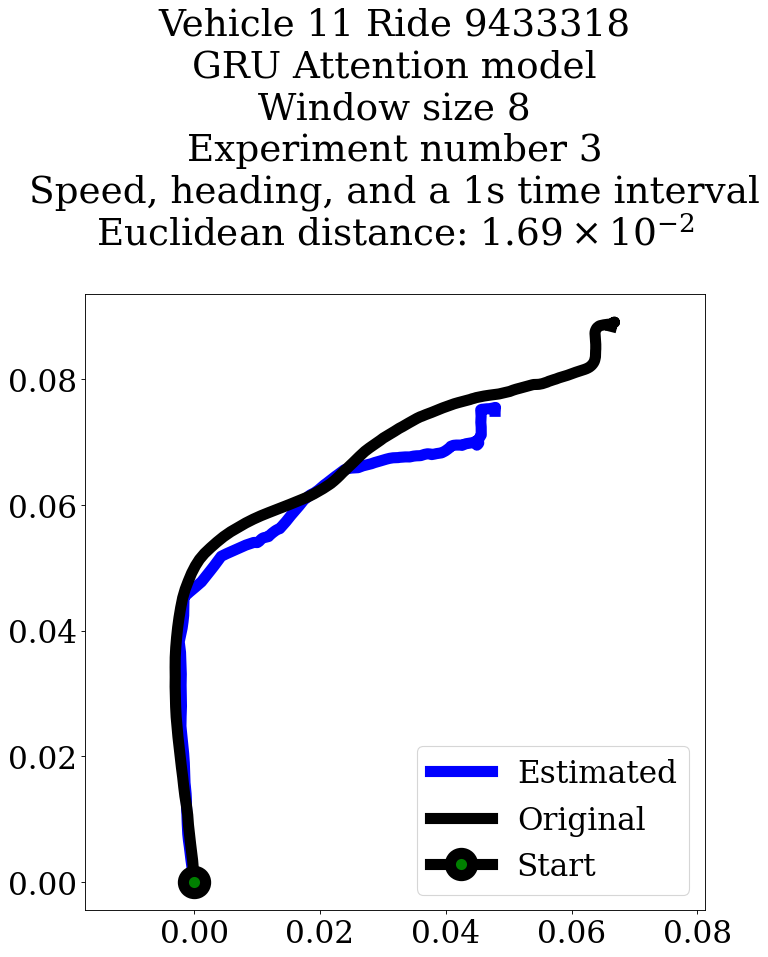 Vehicle 11 Ride 9433318
GRU Attention model
Window size 8
Experiment number 3
Speed, heading, and a 1s time interval
Euclidean distance: 1.69 × 10⁻²
0.08
0.06
0.04
0.02
0.00
Estimated
Original
Start
0.00 0.02 0.04 0.06 0.08